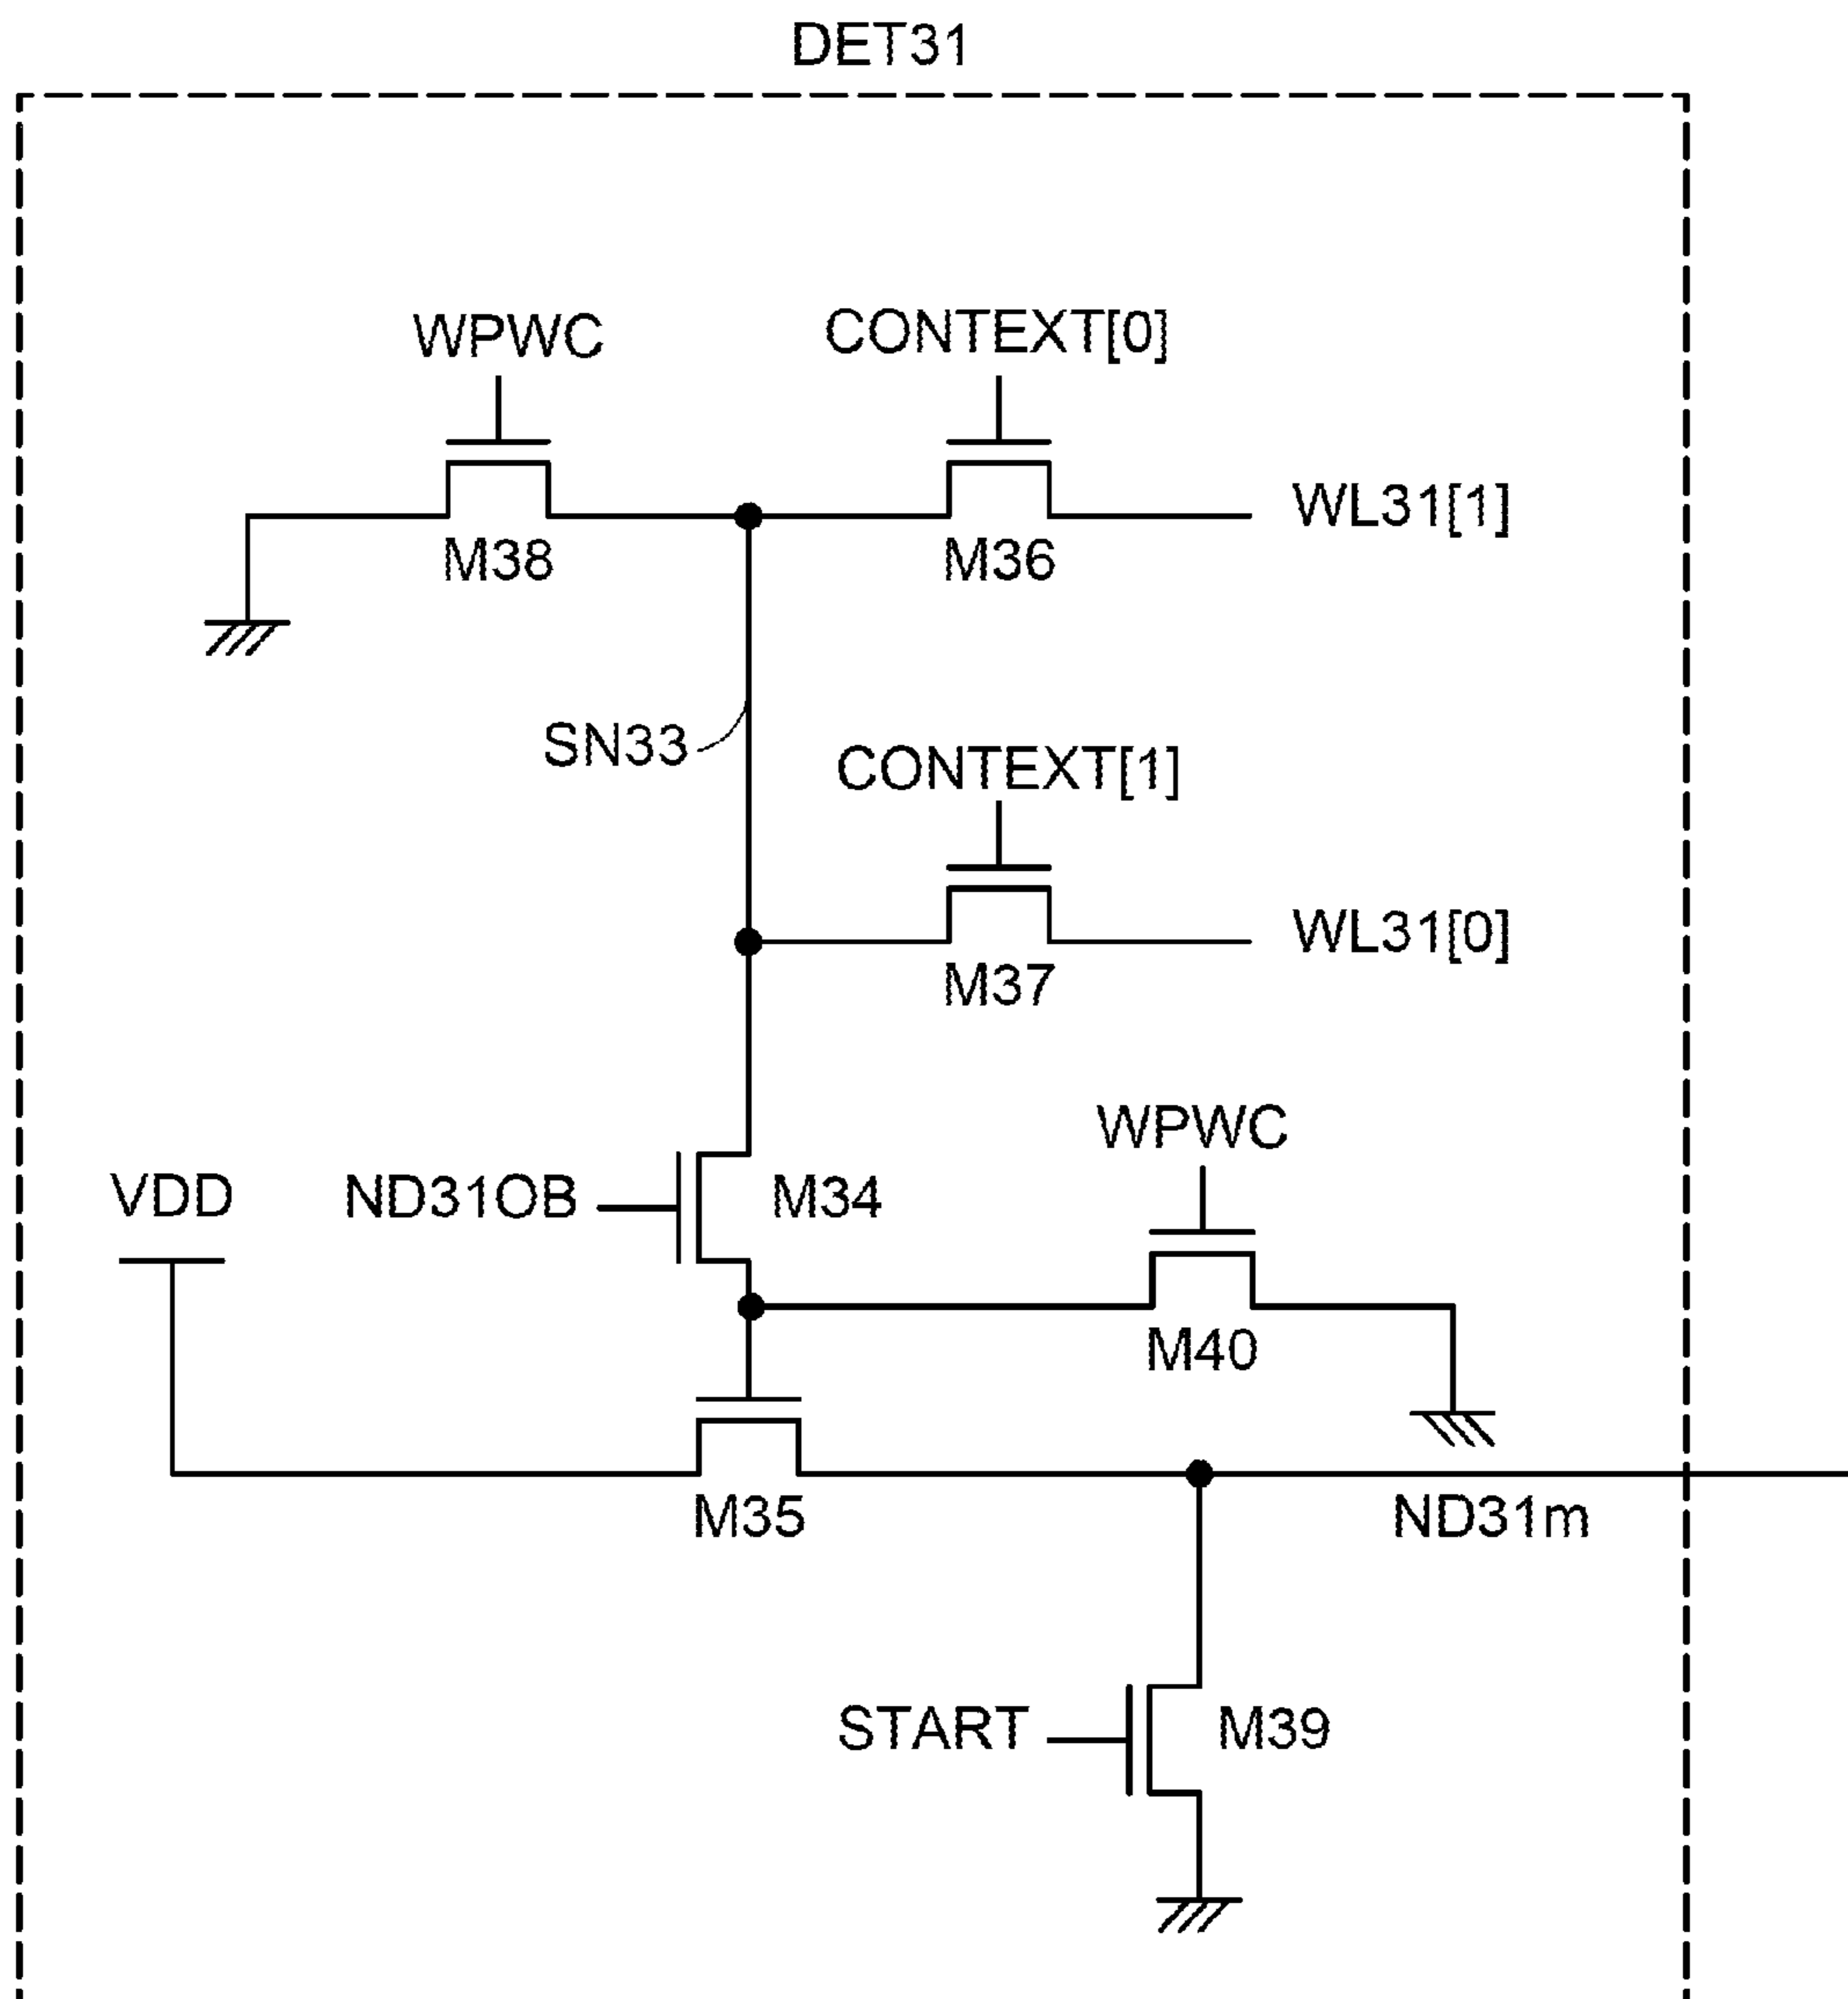 DET31
WPWC
CONTEXT[0]
WL31[1]
M38
M36
SN33
CONTEXT[1]
WL31[0]
M37
WPWC
VDD
ND31OB
M34
M40
M35
ND31m
START
M39